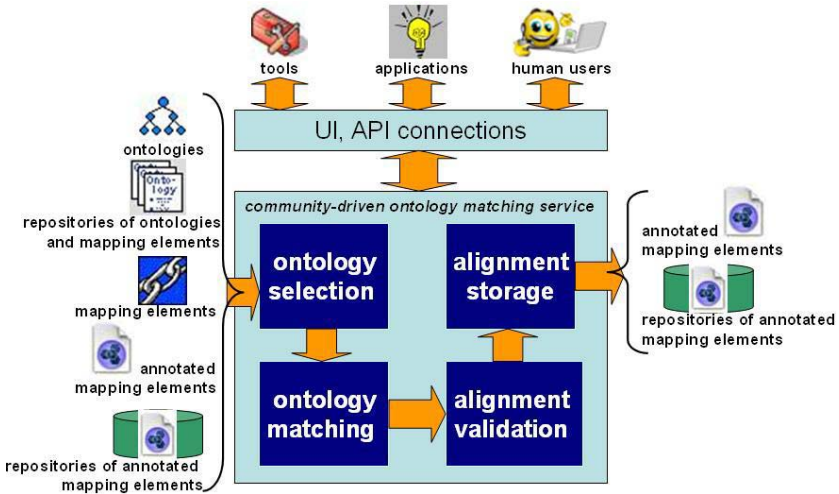 tools
applications
human users
UI, API connections
ontologies
Onto-
logy
repositories of ontologies
and mapping elements
mapping elements
annotated
mapping elements
repositories of annotated
mapping elements
community-driven ontology matching service
ontology
selection
alignment
storage
ontology
matching
alignment
validation
annotated
mapping elements
repositories of annotated
mapping elements